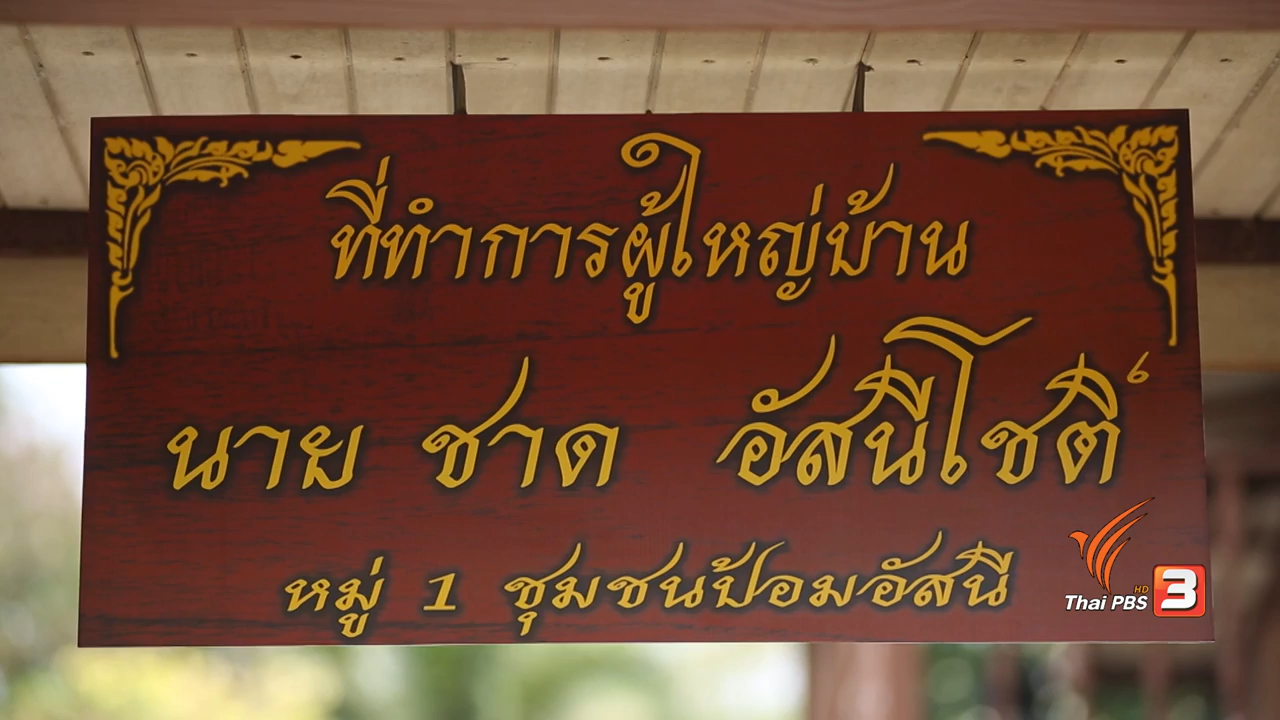 ที่ทำการผู้ใหญ่บ้าน
นาย ชาด อัสนีโชติ์
หมู่ 1 ชุมชนป้อมอัสนี
Thai PBS HD 3